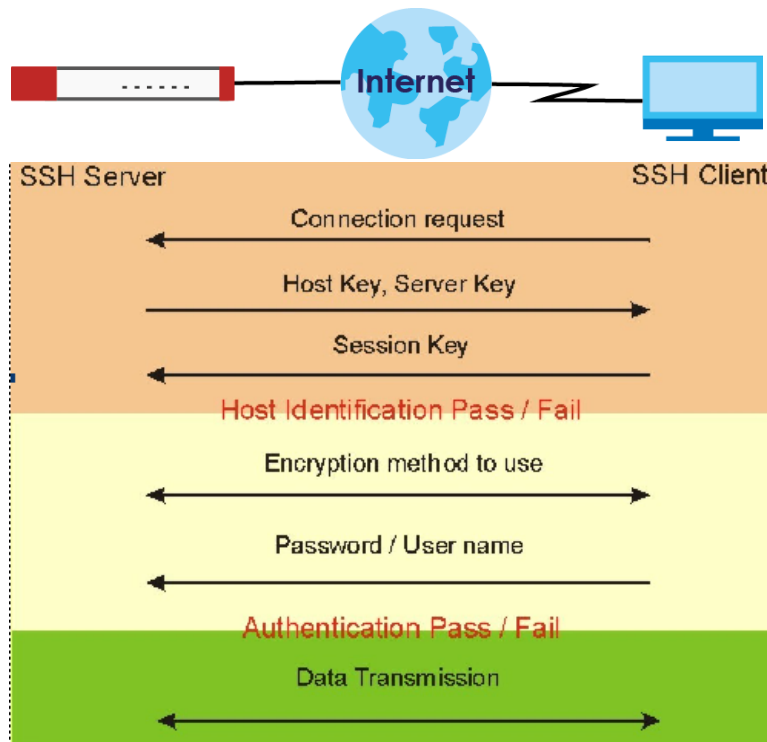 Internet
SSH Server
SSH Client
Connection request
Host Key, Server Key
Session Key
Host Identification Pass / Fail
Encryption method to use
Password / User name
Authentication Pass / Fail
Data Transmission